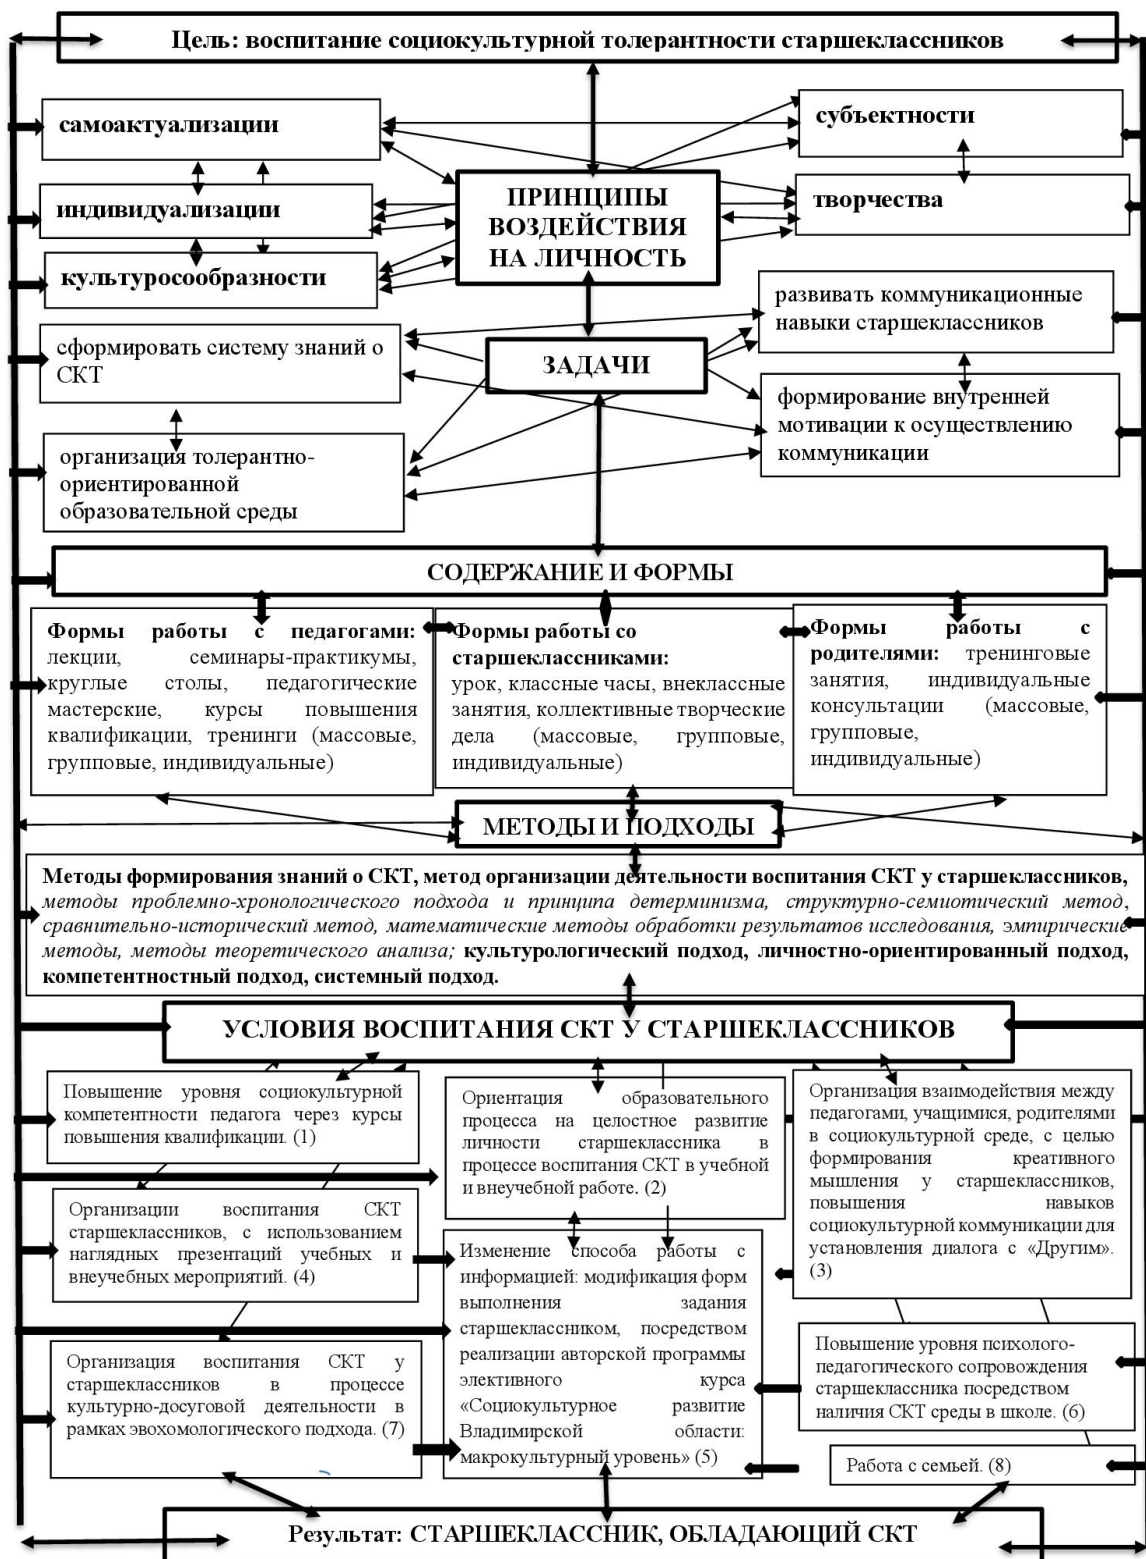 Цель: воспитание социокультурной толерантности старшеклассников
самоактуализации
субъектности
ПРИНЦИПЫ
ВОЗДЕЙСТВИЯ
НА ЛИЧНОСТЬ
индивидуализации
творчества
культуросообразности
развивать коммуникационные
навыки старшеклассников
сформировать систему знаний о
СКТ
ЗАДАЧИ
формирование внутренней
мотивации к осуществлению
коммуникации
организация толерантно-
ориентированной
образовательной среды
СОДЕРЖАНИЕ И ФОРМЫ
Формы работы с педагогами:
лекции, семинары-практикумы,
круглые столы, педагогические
мастерские, курсы повышения
квалификации, тренинги (массовые,
групповые, индивидуальные)
Формы работы со
старшеклассниками:
урок, классные часы, внеклассные
занятия, коллективные творческие
дела (массовые, групповые,
индивидуальные)
Формы работы с
родителями: тренинговые
занятия, индивидуальные
консультации (массовые,
групповые,
индивидуальные)
МЕТОДЫ И ПОДХОДЫ
Методы формирования знаний о СКТ, метод организации деятельности воспитания СКТ у старшеклассников,
методы проблемно-хронологического подхода и принципа детерминизма, структурно-семиотический метод,
сравнительно-исторический метод, математические методы обработки результатов исследования, эмпирические
методы, методы теоретического анализа; культурологический подход, личностно-ориентированный подход,
компетентностный подход, системный подход.
УСЛОВИЯ ВОСПИТАНИЯ СКТ У СТАРШЕКЛАССНИКОВ
Повышение уровня социокультурной
компетентности педагога через курсы
повышения квалификации. (1)
Ориентация образовательного
процесса на целостное развитие
личности старшеклассника в
процессе воспитания СКТ в учебной
и внеучебной работе. (2)
Организация взаимодействия между
педагогами, учащимися, родителями
в социокультурной среде, с целью
формирования креативного
мышления у старшеклассников,
повышения навыков
социокультурной коммуникации для
установления диалога с «Другим».
(3)
Организации воспитания СКТ
старшеклассников, с использованием
наглядных презентаций учебных и
внеучебных мероприятий. (4)
Изменение способа работы с
информацией: модификация форм
выполнения задания
старшеклассником, посредством
реализации авторской программы
элективного курса
«Социокультурное развитие
Владимирской области:
макрокультурный уровень» (5)
Повышение уровня психолого-
педагогического сопровождения
старшеклассника посредством
наличия СКТ среды в школе. (6)
Организация воспитания СКТ у
старшеклассников в процессе
культурно-досуговой деятельности в
рамках эвохомологического подхода. (7)
Работа с семьей. (8)
Результат: СТАРШЕКЛАССНИК, ОБЛАДАЮЩИЙ СКТ